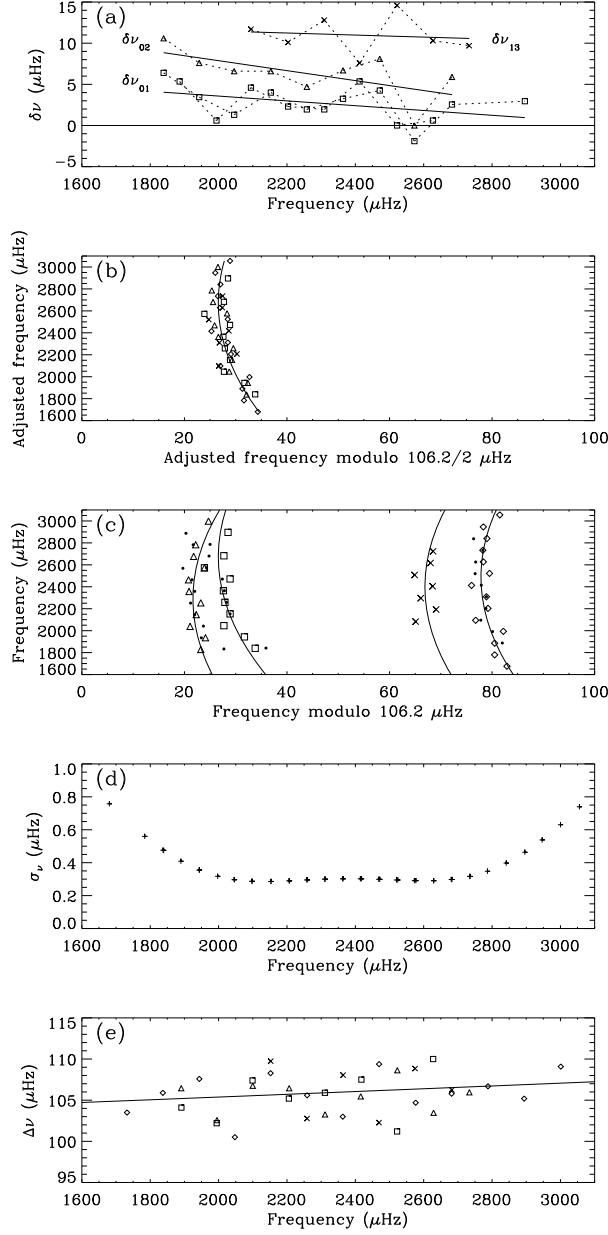 (a)
δν02
δν13
δν01
δν (μHz)
15
10
5
0
−5
1600 1800 2000 2200 2400 2600 2800 3000
Frequency (μHz)
(b)
Adjusted frequency (μHz)
3000
2800
2600
2400
2200
2000
1800
1600
0 20 40 60 80 100
Adjusted frequency modulo 106.2/2 μHz
(c)
Frequency (μHz)
3000
2800
2600
2400
2200
2000
1800
1600
0 20 40 60 80 100
Frequency modulo 106.2 μHz
(d)
σν (μHz)
1.0
0.8
0.6
0.4
0.2
0.0
1600 1800 2000 2200 2400 2600 2800 3000
Frequency (μHz)
(e)
Δν (μHz)
115
110
105
100
95
1600 1800 2000 2200 2400 2600 2800 3000
Frequency (μHz)